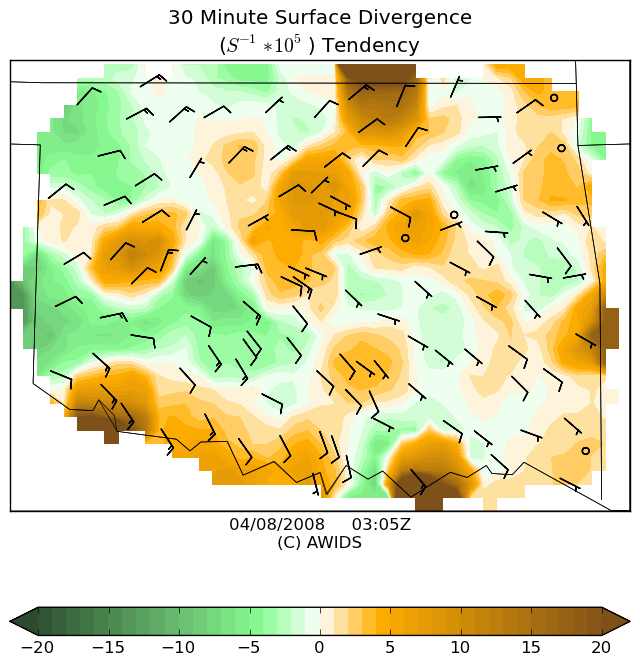 30 Minute Surface Divergence
(S⁻¹ * 10⁵ ) Tendency
04/08/2008 03:05Z
(C) AWIDS
−20 −15 −10 −5 0 5 10 15 20